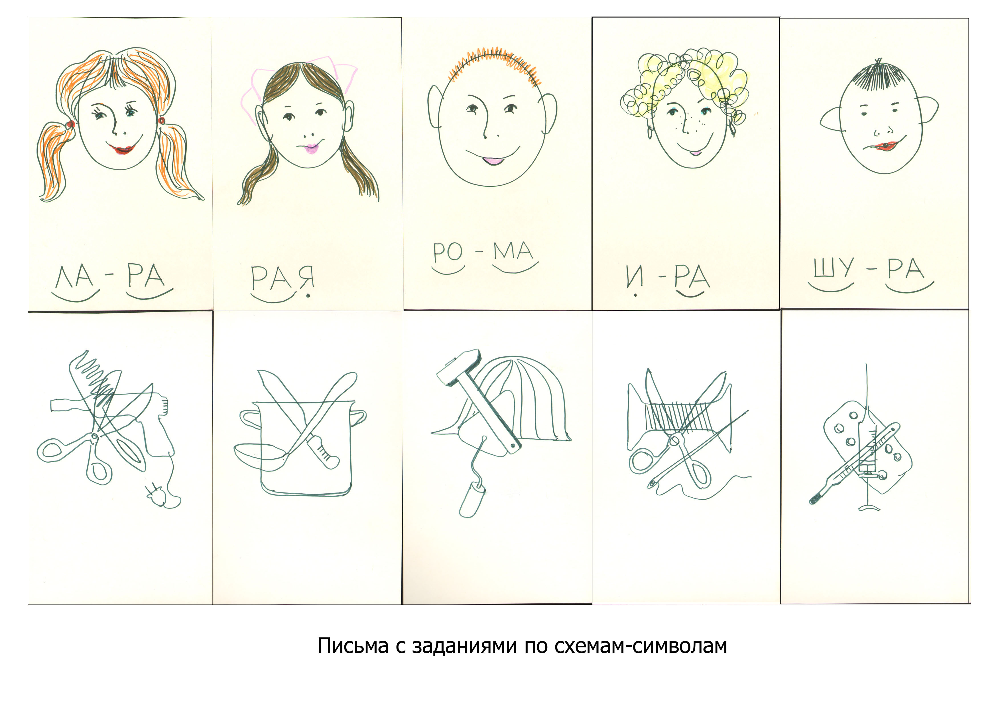 ЛА - РА
РАЯ
РО - МА
И - РА
ШУ - РА
Письма с заданиями по схемам-символам